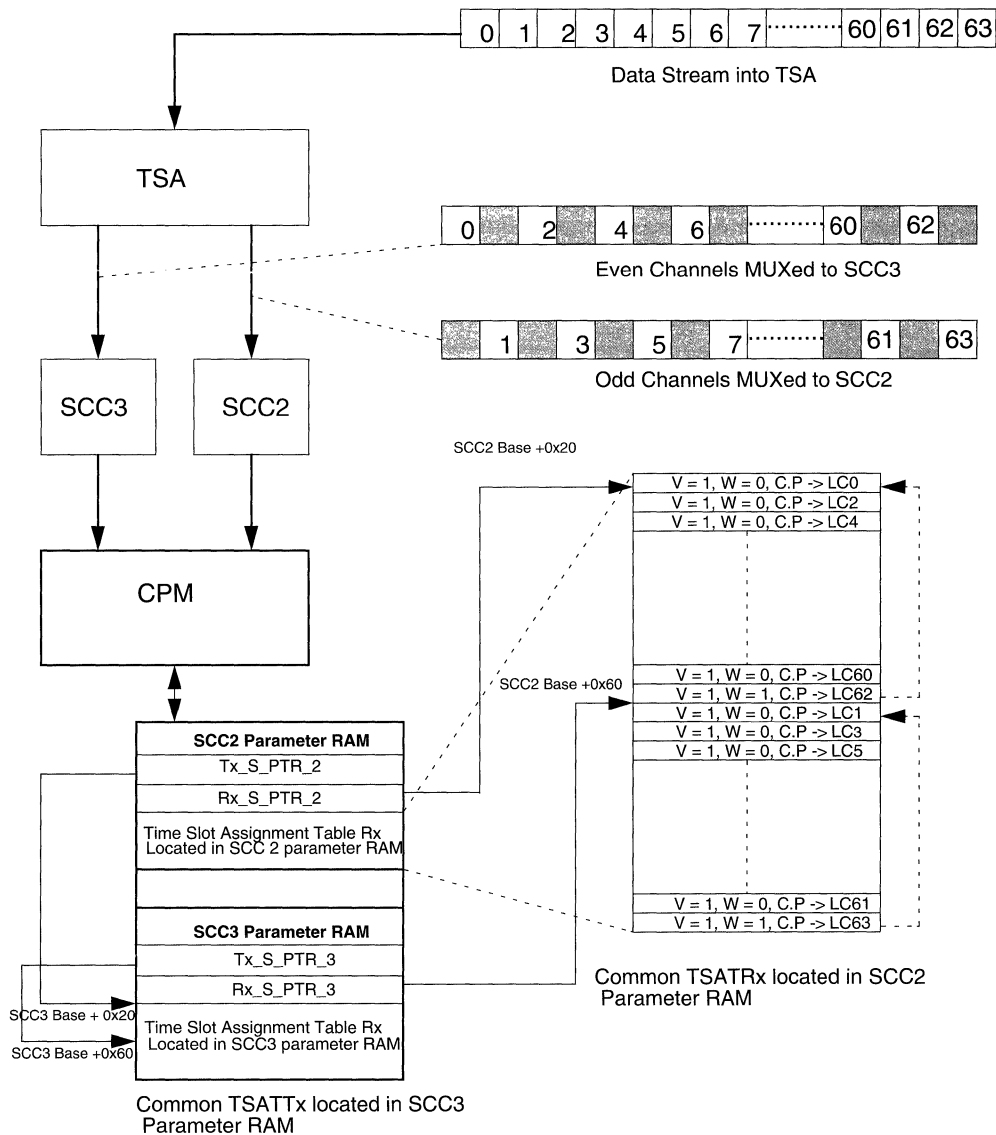 0 1 2 3 4 5 6 7 60 61 62 63
Data Stream into TSA
TSA
0 2 4 6 60 62
Even Channels MUXed to SCC3
1 3 5 7 61 63
Odd Channels MUXed to SCC2
SCC3
SCC2
SCC2 Base +0x20
V = 1, W = 0, C.P -> LC0
V = 1, W = 0, C.P -> LC2
V = 1, W = 0, C.P -> LC4
CPM
V = 1, W = 0, C.P -> LC60
SCC2 Base +0x60
V = 1, W = 1, C.P -> LC62
V = 1, W = 0, C.P -> LC1
V = 1, W = 0, C.P -> LC3
V = 1, W = 0, C.P -> LC5
SCC2 Parameter RAM
Tx_S_PTR_2
Rx_S_PTR_2
Time Slot Assignment Table Rx
Located in SCC 2 parameter RAM
V = 1, W = 0, C.P -> LC61
V = 1, W = 1, C.P -> LC63
SCC3 Parameter RAM
Tx_S_PTR_3
Rx_S_PTR_3
Common TSATRx located in SCC2
Parameter RAM
SCC3 Base + 0x20
Time Slot Assignment Table Rx
Located in SCC3 parameter RAM
SCC3 Base +0x60
Common TSATTx located in SCC3
Parameter RAM